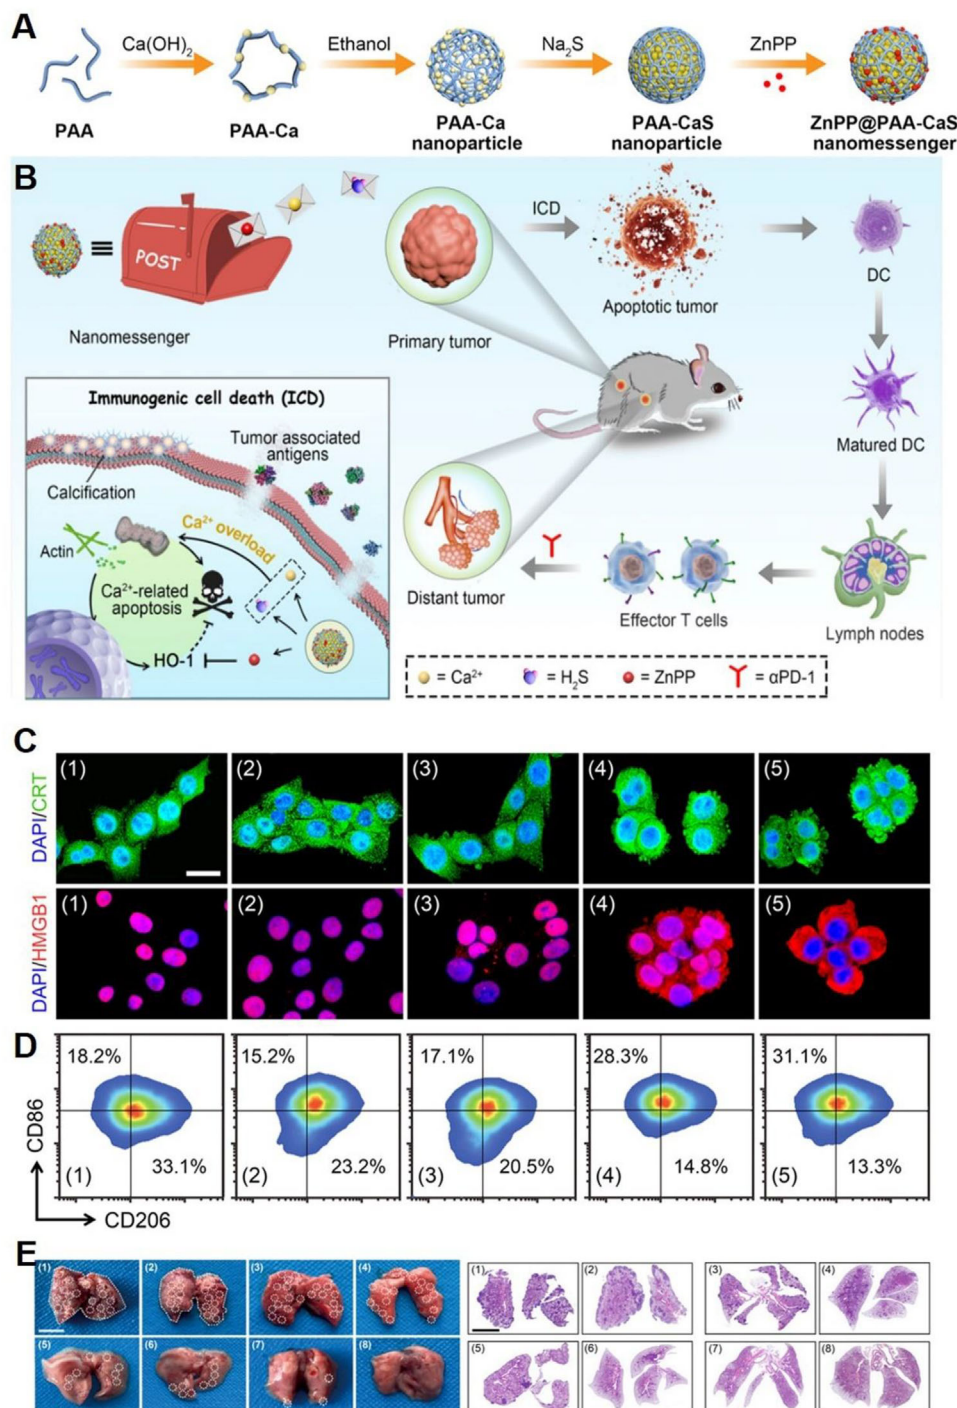 A
Ca(OH)₂
Ethanol
Na₂S
ZnPP
PAA
PAA-Ca
PAA-Ca
nanoparticle
PAA-CaS
nanoparticle
ZnPP@PAA-CaS
nanomessenger
B
POST
Nanomessenger
Primary tumor
ICD
Apoptotic tumor
DC
Matured DC
Lymph nodes
Effector T cells
Distant tumor
Immunogenic cell death (ICD)
Tumor associated
antigens
Calcification
Actin
Ca²⁺ overload
Ca²⁺-related
apoptosis
HO-1
= Ca²⁺
= H₂S
= ZnPP
= αPD-1
C
DAPI/CRT
(1)
(2)
(3)
(4)
(5)
DAPI/HMGB1
(1)
(2)
(3)
(4)
(5)
D
CD86
CD206
18.2%
33.1%
(1)
15.2%
23.2%
(2)
17.1%
20.5%
(3)
28.3%
14.8%
(4)
31.1%
13.3%
(5)
E
(1)
(2)
(3)
(4)
(5)
(6)
(7)
(8)
(1)
(2)
(3)
(4)
(5)
(6)
(7)
(8)